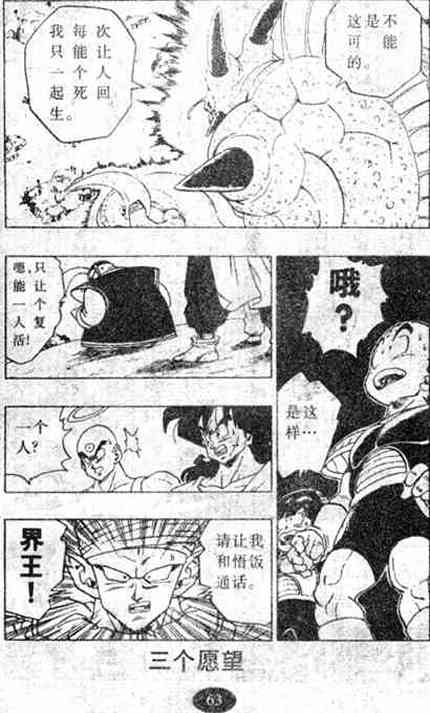 这是不
可能
的。
我每次
只能让
一个人
起死回
生。
哦？
是这
样…
嗯，只
能让
一个
人复
活！
一个
人？
界王！
请让我
和悟饭
通话。
三个愿望
63